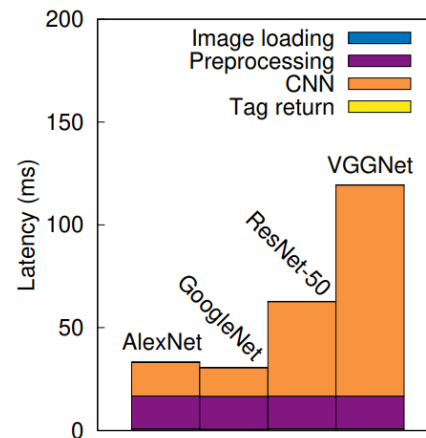 200
150
100
50
0
Latency (ms)
Image loading
Preprocessing
CNN
Tag return
AlexNet
GoogleNet
ResNet-50
VGGNet